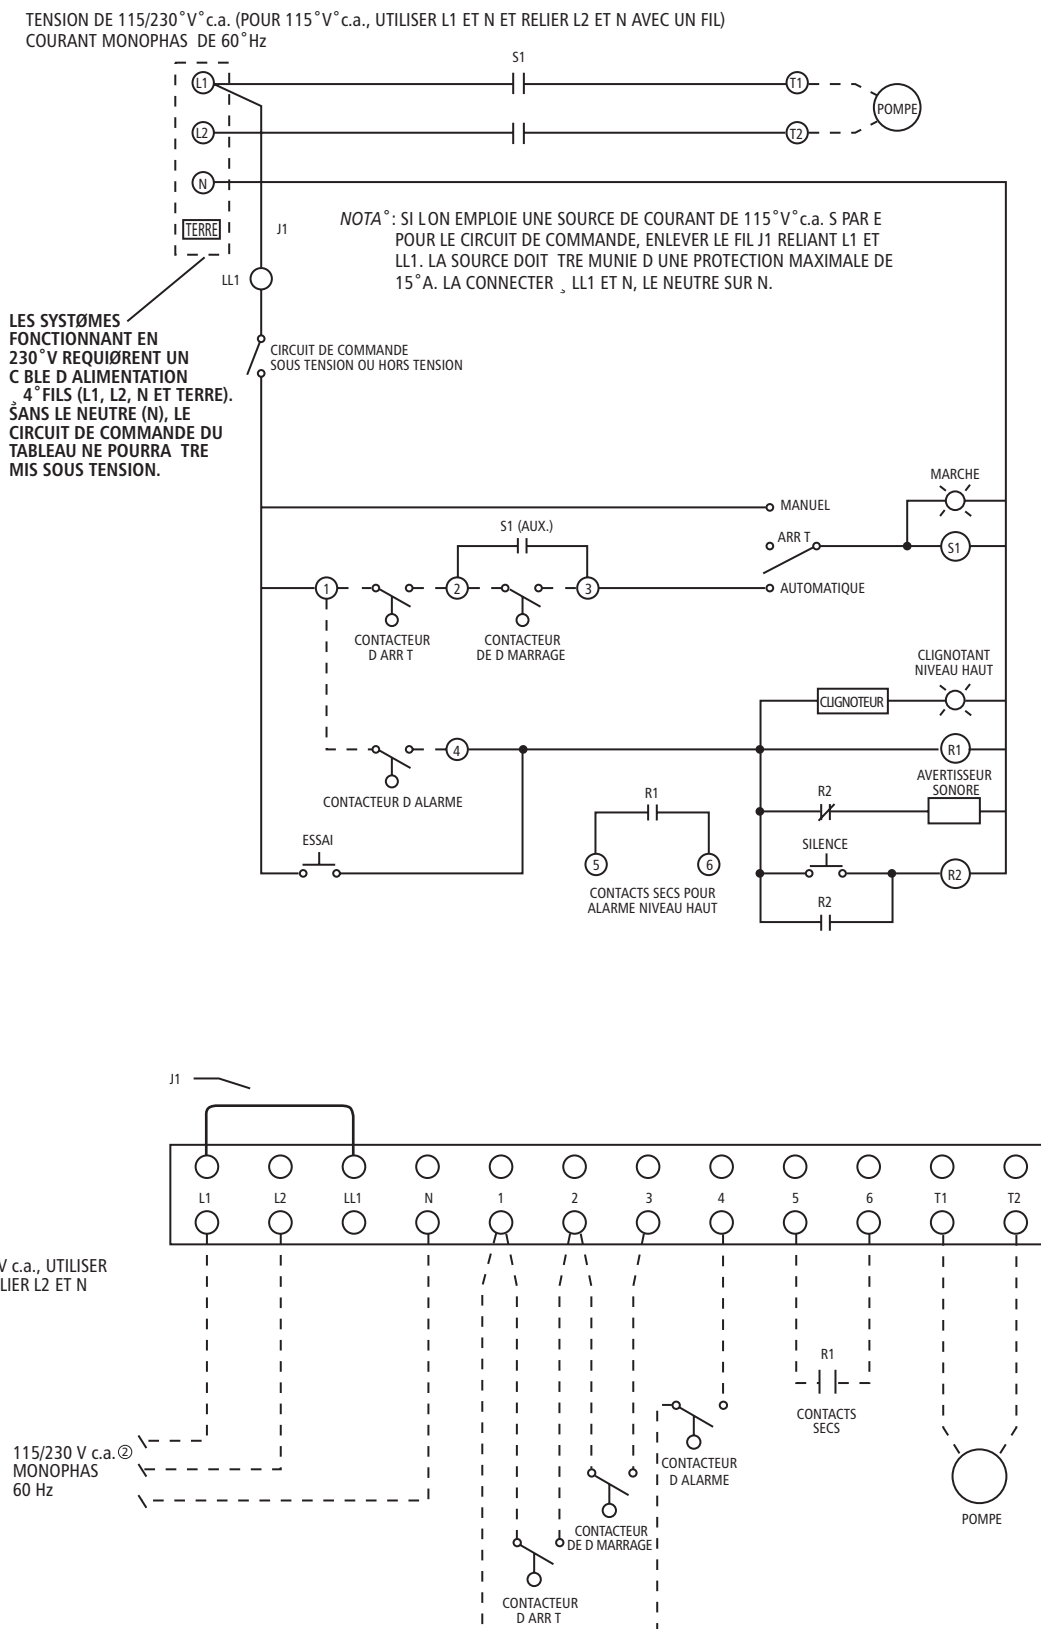 TENSION DE 115/230˚V˚c.a. (POUR 115˚V˚c.a., UTILISER L1 ET N ET RELIER L2 ET N AVEC UN FIL)
COURANT MONOPHAS DE 60˚Hz
S1
L1
T1
POMPE
L2
T2
N
TERRE
J1
NOTA˚: SI L ON EMPLOIE UNE SOURCE DE COURANT DE 115˚V˚c.a. S PAR E
POUR LE CIRCUIT DE COMMANDE, ENLEVER LE FIL J1 RELIANT L1 ET
LL1. LA SOURCE DOIT TRE MUNIE D UNE PROTECTION MAXIMALE DE
15˚A. LA CONNECTER ¸ LL1 ET N, LE NEUTRE SUR N.
LL1
LES SYSTØMES
FONCTIONNANT EN
230˚V REQUIØRENT UN
C BLE D ALIMENTATION
¸ 4˚FILS (L1, L2, N ET TERRE).
SANS LE NEUTRE (N), LE
CIRCUIT DE COMMANDE DU
TABLEAU NE POURRA TRE
MIS SOUS TENSION.
CIRCUIT DE COMMANDE
SOUS TENSION OU HORS TENSION
MARCHE
MANUEL
S1 (AUX.)
ARR T
S1
1
2
3
AUTOMATIQUE
CONTACTEUR
D ARR T
CONTACTEUR
DE D MARRAGE
CLIGNOTANT
NIVEAU HAUT
CLIGNOTEUR
4
R1
CONTACTEUR D ALARME
AVERTISSEUR
SONORE
R1
R2
ESSAI
SILENCE
5
6
R2
CONTACTS SECS POUR
ALARME NIVEAU HAUT
R2
J1
L1 L2 LL1 N 1 2 3 4 5 6 T1 T2
V c.a., UTILISER
LIER L2 ET N
R1
CONTACTS
SECS
115/230 V c.a.②
MONOPHAS
60 Hz
CONTACTEUR
D ALARME
POMPE
CONTACTEUR
DE D MARRAGE
CONTACTEUR
D ARR T